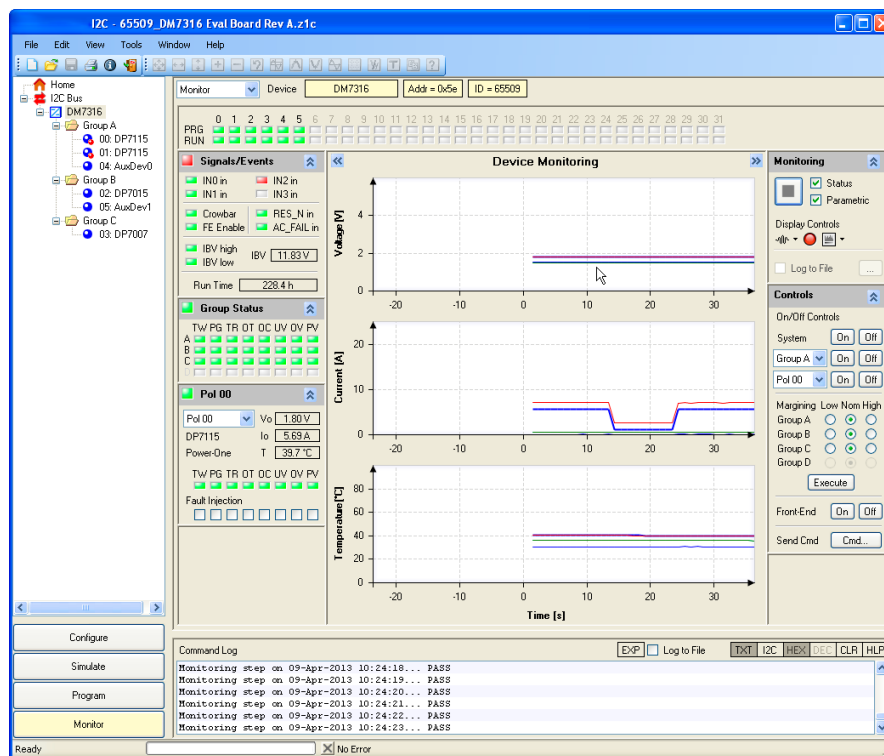 I2C - 65509_DM7316 Eval Board Rev A.z1c
File Edit View Tools Window Help
Home
I2C Bus
DM7316
Group A
00: DP7115
01: DP7115
04: AuxDev0
Group B
02: DP7015
05: AuxDev1
Group C
03: DP7007
Configure
Simulate
Program
Monitor
Monitor Device DM7316 Addr = 0x5e ID = 65509
0 1 2 3 4 5 6 7 8 9 10 11 12 13 14 15 16 17 18 19 20 21 22 23 24 25 26 27 28 29 30 31
PRG
RUN
Signals/Events
IN0 in IN2 in
IN1 in IN3 in
Crowbar RES_N in
FE Enable AC_FAIL in
IBV high
IBV low
IBV 11.83 V
Run Time 228.4 h
Group Status
TW PG TR OT OC UV OV PV
A
B
C
D
Pol 00
Pol 00 Vo 1.80 V
DP7115 Io 5.69 A
Power-One T 39.7 °C
TW PG TR OT OC UV OV PV
Fault Injection
Device Monitoring
Voltage [V]
4
2
0
-20 -10 0 10 20 30
Current [A]
20
10
0
-20 -10 0 10 20 30
Temperature [°C]
80
60
40
20
0
-20 -10 0 10 20 30
Time [s]
Monitoring
Status
Parametric
Display Controls
Log to File ...
Controls
On/Off Controls
System On Off
Group A On Off
Pol 00 On Off
Margining Low Nom High
Group A
Group B
Group C
Group D
Execute
Front-End On Off
Send Cmd Cmd...
Command Log EXP Log to File TXT I2C HEX DEC CLR HLP
Monitoring step on 09-Apr-2013 10:24:18... PASS
Monitoring step on 09-Apr-2013 10:24:19... PASS
Monitoring step on 09-Apr-2013 10:24:20... PASS
Monitoring step on 09-Apr-2013 10:24:21... PASS
Monitoring step on 09-Apr-2013 10:24:22... PASS
Monitoring step on 09-Apr-2013 10:24:23... PASS
Ready No Error